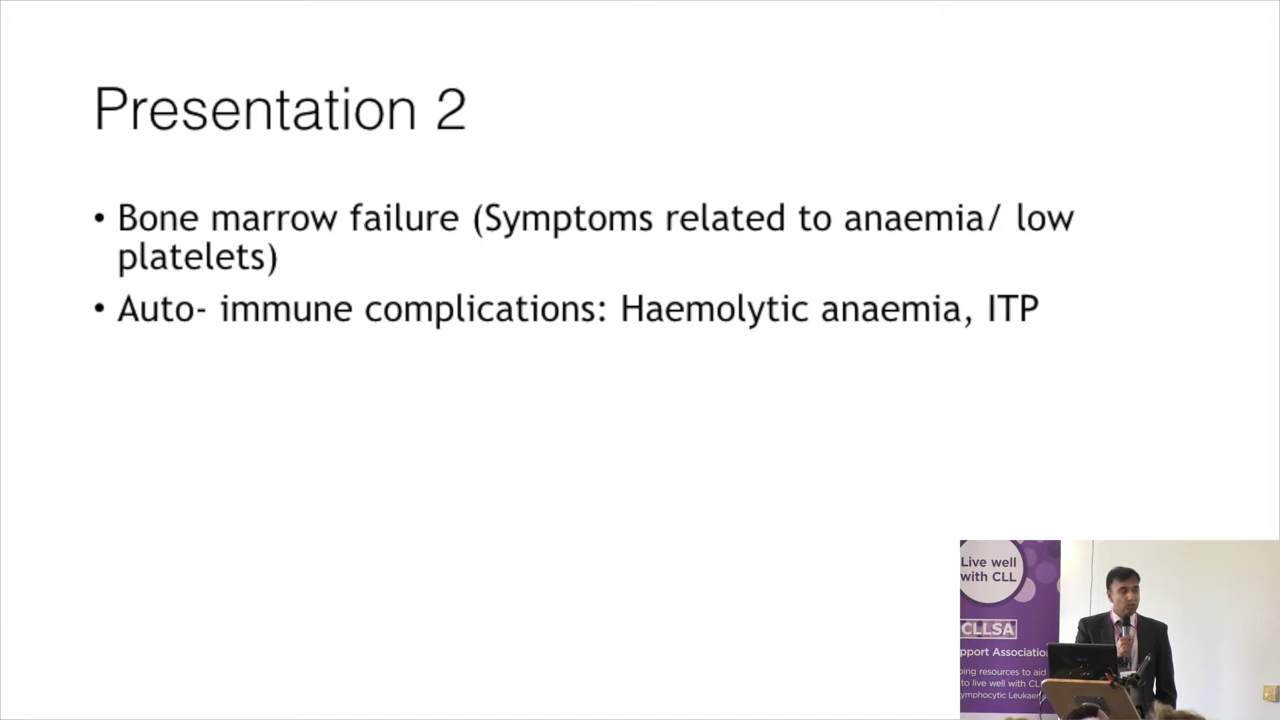 Presentation 2
• Bone marrow failure (Symptoms related to anaemia/ low
platelets)
• Auto- immune complications: Haemolytic anaemia, ITP
Live well
with CLL
CLLSA
pport Association
ping resources to aid
to live well with CL
ymphocytic Leukaem